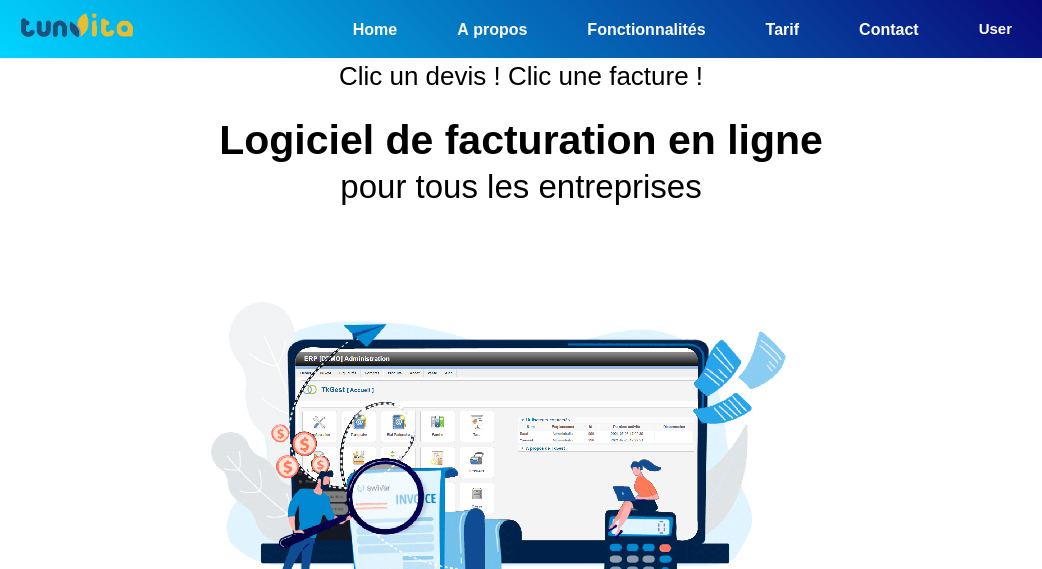 tunvita
Home A propos Fonctionnalités Tarif Contact User
Clic un devis ! Clic une facture !
Logiciel de facturation en ligne
pour tous les entreprises
ERP [DEMO] Administration
TkGest [ Accueil ]
swiVer
INVOICE